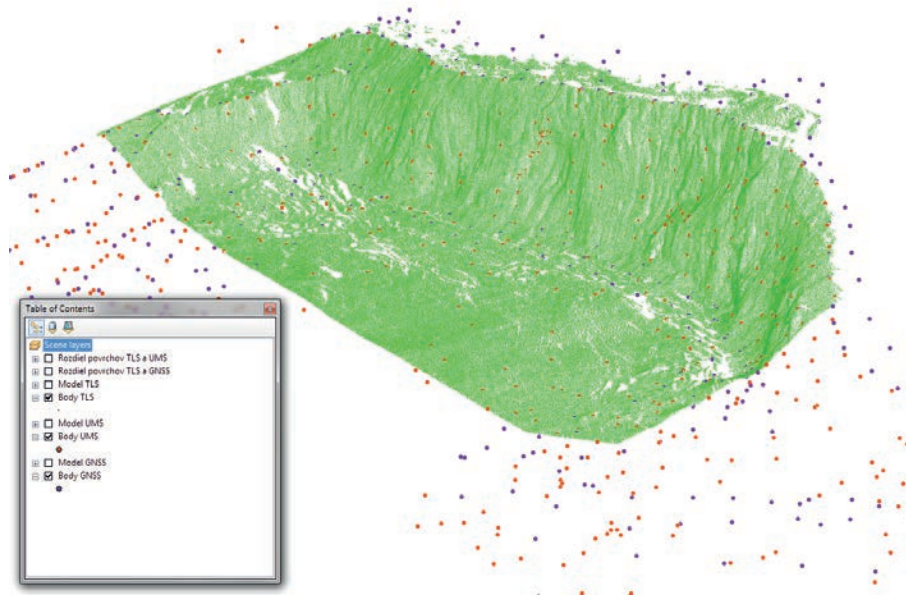 Table of Contents
Scene layers
Rozdiel povrchov TLS a UMS
Rozdiel povrchov TLS a GNSS
Model TLS
Body TLS
Model UMS
Body UMS
Model GNSS
Body GNSS